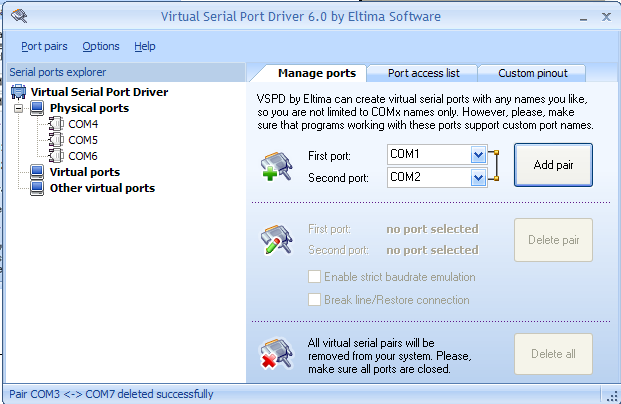 Virtual Serial Port Driver 6.0 by Eltima Software
Port pairs Options Help
Serial ports explorer
Virtual Serial Port Driver
Physical ports
COM4
COM5
COM6
Virtual ports
Other virtual ports
Manage ports Port access list Custom pinout
VSPD by Eltima can create virtual serial ports with any names you like,
so you are not limited to COMx names only. However, please, make
sure that programs working with these ports support custom port names.
First port: COM1
Second port: COM2
Add pair
First port: no port selected
Second port: no port selected
Delete pair
Enable strict baudrate emulation
Break line/Restore connection
All virtual serial pairs will be
removed from your system. Please,
make sure all ports are closed.
Delete all
Pair COM3 <-> COM7 deleted successfully